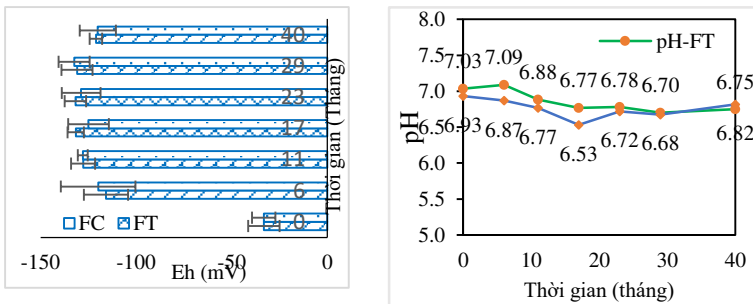 40
29
23
17
11
6
0
Thời gian (Tháng)
FC FT
-150 -100 -50 0
Eh (mV)
8.0
7.5
7.0
6.5
6.0
5.5
5.0
pH
pH-FT
7.03 7.09 6.88 6.77 6.78 6.70 6.75
6.93 6.87 6.77 6.53 6.72 6.68 6.82
0 10 20 30 40
Thời gian (tháng)